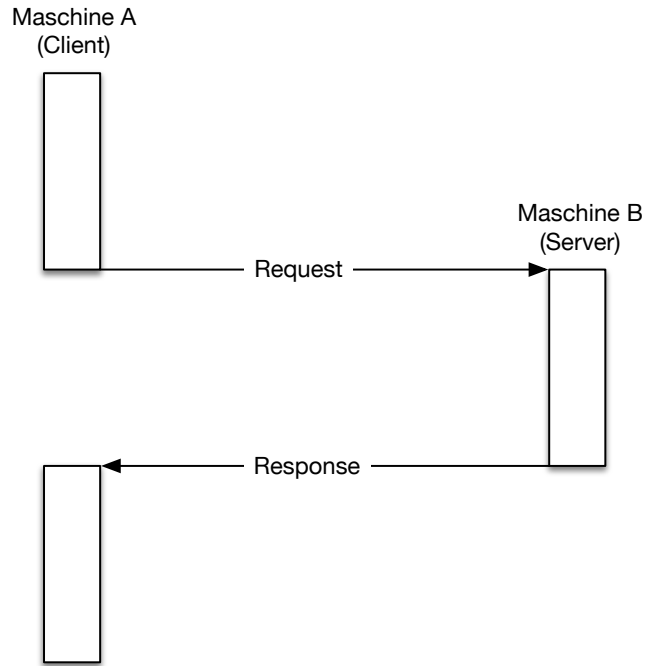 Maschine A
(Client)
Maschine B
(Server)
Request
Response